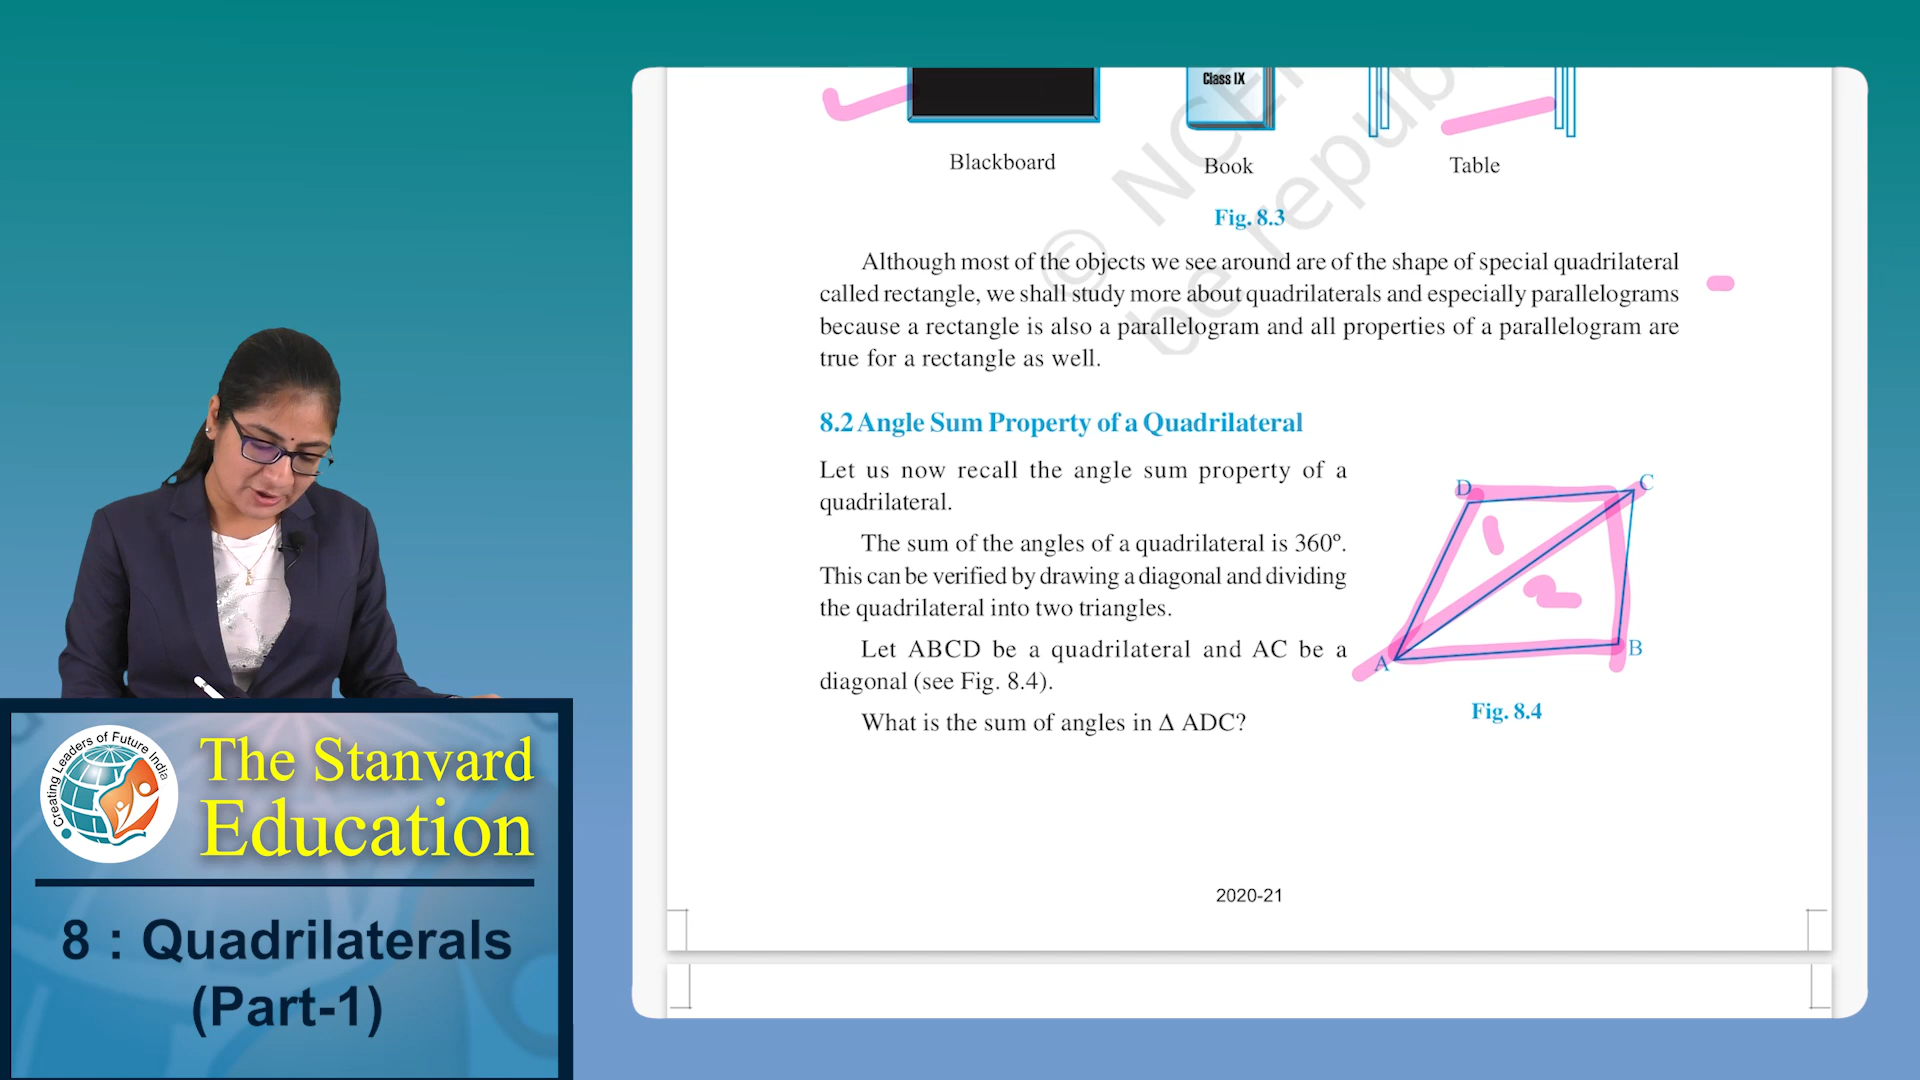 Class IX
Blackboard
Book
Table
© NCE
be repub
Fig. 8.3
Although most of the objects we see around are of the shape of special quadrilateral
called rectangle, we shall study more about quadrilaterals and especially parallelograms
because a rectangle is also a parallelogram and all properties of a parallelogram are
true for a rectangle as well.
8.2 Angle Sum Property of a Quadrilateral
Let us now recall the angle sum property of a
quadrilateral.
The sum of the angles of a quadrilateral is 360º.
This can be verified by drawing a diagonal and dividing
the quadrilateral into two triangles.
Let ABCD be a quadrilateral and AC be a
diagonal (see Fig. 8.4).
What is the sum of angles in Δ ADC?
D
C
1
2
A
B
Fig. 8.4
2020-21
Creating Leaders of Future India
The Stanvard
Education
8 : Quadrilaterals
(Part-1)